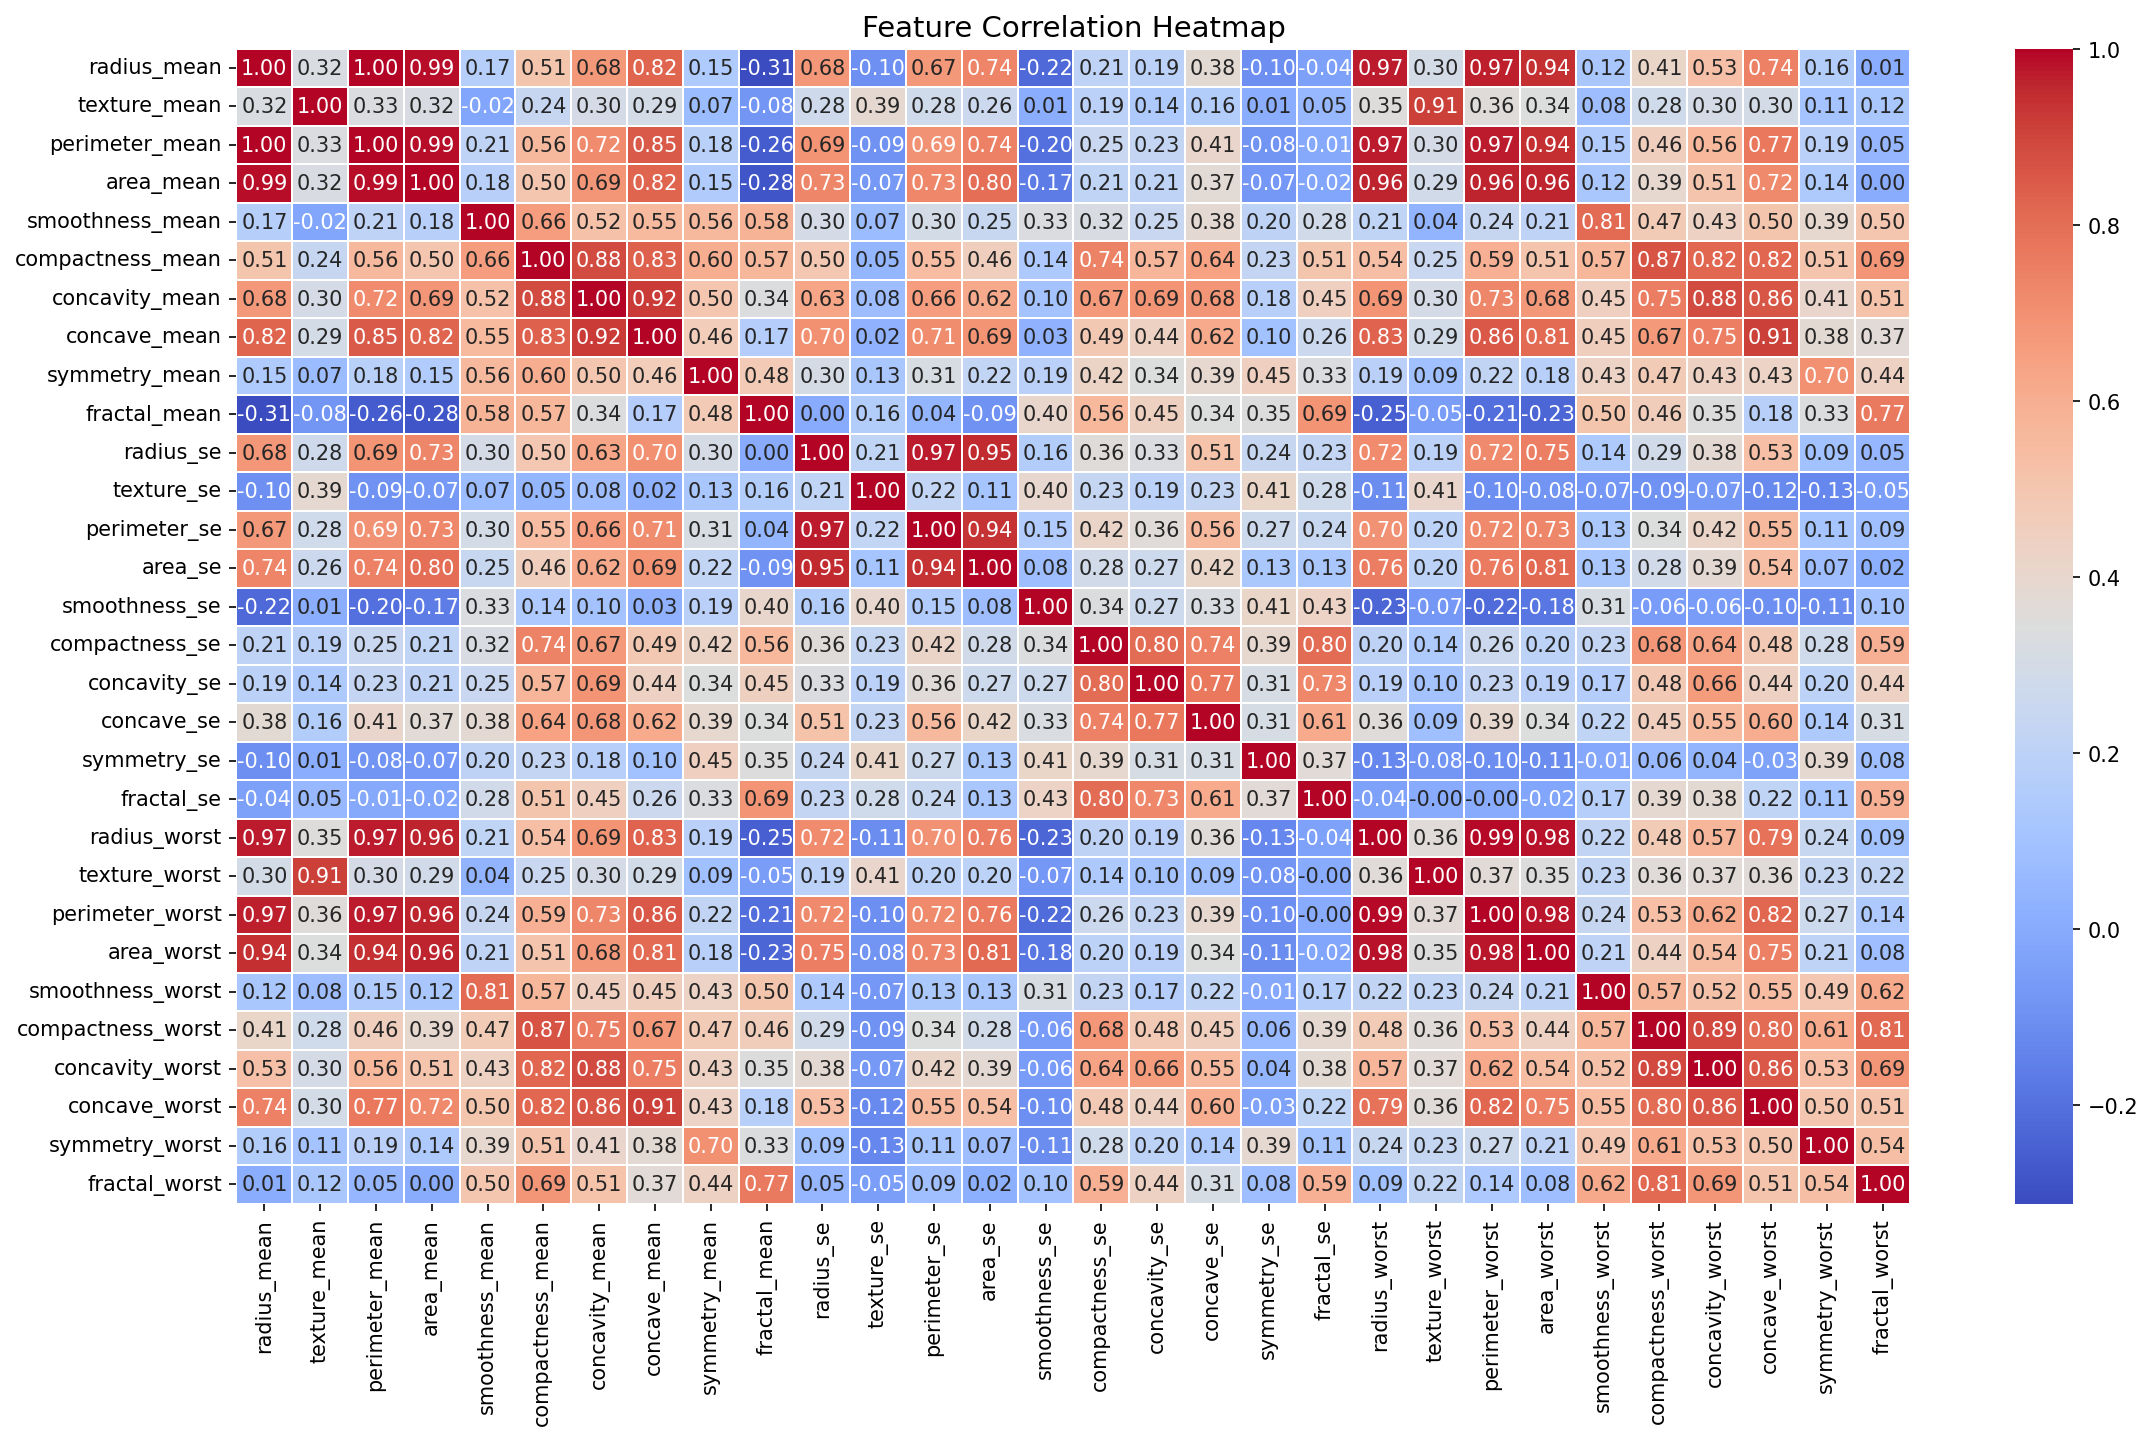 Feature Correlation Heatmap
radius_mean 1.00 0.32 1.00 0.99 0.17 0.51 0.68 0.82 0.15 -0.31 0.68 -0.10 0.67 0.74 -0.22 0.21 0.19 0.38 -0.10 -0.04 0.97 0.30 0.97 0.94 0.12 0.41 0.53 0.74 0.16 0.01
texture_mean 0.32 1.00 0.33 0.32 -0.02 0.24 0.30 0.29 0.07 -0.08 0.28 0.39 0.28 0.26 0.01 0.19 0.14 0.16 0.01 0.05 0.35 0.91 0.36 0.34 0.08 0.28 0.30 0.30 0.11 0.12
perimeter_mean 1.00 0.33 1.00 0.99 0.21 0.56 0.72 0.85 0.18 -0.26 0.69 -0.09 0.69 0.74 -0.20 0.25 0.23 0.41 -0.08 -0.01 0.97 0.30 0.97 0.94 0.15 0.46 0.56 0.77 0.19 0.05
area_mean 0.99 0.32 0.99 1.00 0.18 0.50 0.69 0.82 0.15 -0.28 0.73 -0.07 0.73 0.80 -0.17 0.21 0.21 0.37 -0.07 -0.02 0.96 0.29 0.96 0.96 0.12 0.39 0.51 0.72 0.14 0.00
smoothness_mean 0.17 -0.02 0.21 0.18 1.00 0.66 0.52 0.55 0.56 0.58 0.30 0.07 0.30 0.25 0.33 0.32 0.25 0.38 0.20 0.28 0.21 0.04 0.24 0.21 0.81 0.47 0.43 0.50 0.39 0.50
compactness_mean 0.51 0.24 0.56 0.50 0.66 1.00 0.88 0.83 0.60 0.57 0.50 0.05 0.55 0.46 0.14 0.74 0.57 0.64 0.23 0.51 0.54 0.25 0.59 0.51 0.57 0.87 0.82 0.82 0.51 0.69
concavity_mean 0.68 0.30 0.72 0.69 0.52 0.88 1.00 0.92 0.50 0.34 0.63 0.08 0.66 0.62 0.10 0.67 0.69 0.68 0.18 0.45 0.69 0.30 0.73 0.68 0.45 0.75 0.88 0.86 0.41 0.51
concave_mean 0.82 0.29 0.85 0.82 0.55 0.83 0.92 1.00 0.46 0.17 0.70 0.02 0.71 0.69 0.03 0.49 0.44 0.62 0.10 0.26 0.83 0.29 0.86 0.81 0.45 0.67 0.75 0.91 0.38 0.37
symmetry_mean 0.15 0.07 0.18 0.15 0.56 0.60 0.50 0.46 1.00 0.48 0.30 0.13 0.31 0.22 0.19 0.42 0.34 0.39 0.45 0.33 0.19 0.09 0.22 0.18 0.43 0.47 0.43 0.43 0.70 0.44
fractal_mean -0.31 -0.08 -0.26 -0.28 0.58 0.57 0.34 0.17 0.48 1.00 0.00 0.16 0.04 -0.09 0.40 0.56 0.45 0.34 0.35 0.69 -0.25 -0.05 -0.21 -0.23 0.50 0.46 0.35 0.18 0.33 0.77
radius_se 0.68 0.28 0.69 0.73 0.30 0.50 0.63 0.70 0.30 0.00 1.00 0.21 0.97 0.95 0.16 0.36 0.33 0.51 0.24 0.23 0.72 0.19 0.72 0.75 0.14 0.29 0.38 0.53 0.09 0.05
texture_se -0.10 0.39 -0.09 -0.07 0.07 0.05 0.08 0.02 0.13 0.16 0.21 1.00 0.22 0.11 0.40 0.23 0.19 0.23 0.41 0.28 -0.11 0.41 -0.10 -0.08 -0.07 -0.09 -0.07 -0.12 -0.13 -0.05
perimeter_se 0.67 0.28 0.69 0.73 0.30 0.55 0.66 0.71 0.31 0.04 0.97 0.22 1.00 0.94 0.15 0.42 0.36 0.56 0.27 0.24 0.70 0.20 0.72 0.73 0.13 0.34 0.42 0.55 0.11 0.09
area_se 0.74 0.26 0.74 0.80 0.25 0.46 0.62 0.69 0.22 -0.09 0.95 0.11 0.94 1.00 0.08 0.28 0.27 0.42 0.13 0.13 0.76 0.20 0.76 0.81 0.13 0.28 0.39 0.54 0.07 0.02
smoothness_se -0.22 0.01 -0.20 -0.17 0.33 0.14 0.10 0.03 0.19 0.40 0.16 0.40 0.15 0.08 1.00 0.34 0.27 0.33 0.41 0.43 -0.23 -0.07 -0.22 -0.18 0.31 -0.06 -0.06 -0.10 -0.11 0.10
compactness_se 0.21 0.19 0.25 0.21 0.32 0.74 0.67 0.49 0.42 0.56 0.36 0.23 0.42 0.28 0.34 1.00 0.80 0.74 0.39 0.80 0.20 0.14 0.26 0.20 0.23 0.68 0.64 0.48 0.28 0.59
concavity_se 0.19 0.14 0.23 0.21 0.25 0.57 0.69 0.44 0.34 0.45 0.33 0.19 0.36 0.27 0.27 0.80 1.00 0.77 0.31 0.73 0.19 0.10 0.23 0.19 0.17 0.48 0.66 0.44 0.20 0.44
concave_se 0.38 0.16 0.41 0.37 0.38 0.64 0.68 0.62 0.39 0.34 0.51 0.23 0.56 0.42 0.33 0.74 0.77 1.00 0.31 0.61 0.36 0.09 0.39 0.34 0.22 0.45 0.55 0.60 0.14 0.31
symmetry_se -0.10 0.01 -0.08 -0.07 0.20 0.23 0.18 0.10 0.45 0.35 0.24 0.41 0.27 0.13 0.41 0.39 0.31 0.31 1.00 0.37 -0.13 -0.08 -0.10 -0.11 -0.01 0.06 0.04 -0.03 0.39 0.08
fractal_se -0.04 0.05 -0.01 -0.02 0.28 0.51 0.45 0.26 0.33 0.69 0.23 0.28 0.24 0.13 0.43 0.80 0.73 0.61 0.37 1.00 -0.04 -0.00 -0.00 -0.02 0.17 0.39 0.38 0.22 0.11 0.59
radius_worst 0.97 0.35 0.97 0.96 0.21 0.54 0.69 0.83 0.19 -0.25 0.72 -0.11 0.70 0.76 -0.23 0.20 0.19 0.36 -0.13 -0.04 1.00 0.36 0.99 0.98 0.22 0.48 0.57 0.79 0.24 0.09
texture_worst 0.30 0.91 0.30 0.29 0.04 0.25 0.30 0.29 0.09 -0.05 0.19 0.41 0.20 0.20 -0.07 0.14 0.10 0.09 -0.08 -0.00 0.36 1.00 0.37 0.35 0.23 0.36 0.37 0.36 0.23 0.22
perimeter_worst 0.97 0.36 0.97 0.96 0.24 0.59 0.73 0.86 0.22 -0.21 0.72 -0.10 0.72 0.76 -0.22 0.26 0.23 0.39 -0.10 -0.00 0.99 0.37 1.00 0.98 0.24 0.53 0.62 0.82 0.27 0.14
area_worst 0.94 0.34 0.94 0.96 0.21 0.51 0.68 0.81 0.18 -0.23 0.75 -0.08 0.73 0.81 -0.18 0.20 0.19 0.34 -0.11 -0.02 0.98 0.35 0.98 1.00 0.21 0.44 0.54 0.75 0.21 0.08
smoothness_worst 0.12 0.08 0.15 0.12 0.81 0.57 0.45 0.45 0.43 0.50 0.14 -0.07 0.13 0.13 0.31 0.23 0.17 0.22 -0.01 0.17 0.22 0.23 0.24 0.21 1.00 0.57 0.52 0.55 0.49 0.62
compactness_worst 0.41 0.28 0.46 0.39 0.47 0.87 0.75 0.67 0.47 0.46 0.29 -0.09 0.34 0.28 -0.06 0.68 0.48 0.45 0.06 0.39 0.48 0.36 0.53 0.44 0.57 1.00 0.89 0.80 0.61 0.81
concavity_worst 0.53 0.30 0.56 0.51 0.43 0.82 0.88 0.75 0.43 0.35 0.38 -0.07 0.42 0.39 -0.06 0.64 0.66 0.55 0.04 0.38 0.57 0.37 0.62 0.54 0.52 0.89 1.00 0.86 0.53 0.69
concave_worst 0.74 0.30 0.77 0.72 0.50 0.82 0.86 0.91 0.43 0.18 0.53 -0.12 0.55 0.54 -0.10 0.48 0.44 0.60 -0.03 0.22 0.79 0.36 0.82 0.75 0.55 0.80 0.86 1.00 0.50 0.51
symmetry_worst 0.16 0.11 0.19 0.14 0.39 0.51 0.41 0.38 0.70 0.33 0.09 -0.13 0.11 0.07 -0.11 0.28 0.20 0.14 0.39 0.11 0.24 0.23 0.27 0.21 0.49 0.61 0.53 0.50 1.00 0.54
fractal_worst 0.01 0.12 0.05 0.00 0.50 0.69 0.51 0.37 0.44 0.77 0.05 -0.05 0.09 0.02 0.10 0.59 0.44 0.31 0.08 0.59 0.09 0.22 0.14 0.08 0.62 0.81 0.69 0.51 0.54 1.00
radius_mean texture_mean perimeter_mean area_mean smoothness_mean compactness_mean concavity_mean concave_mean symmetry_mean fractal_mean radius_se texture_se perimeter_se area_se smoothness_se compactness_se concavity_se concave_se symmetry_se fractal_se radius_worst texture_worst perimeter_worst area_worst smoothness_worst compactness_worst concavity_worst concave_worst symmetry_worst fractal_worst
1.0
0.8
0.6
0.4
0.2
0.0
−0.2